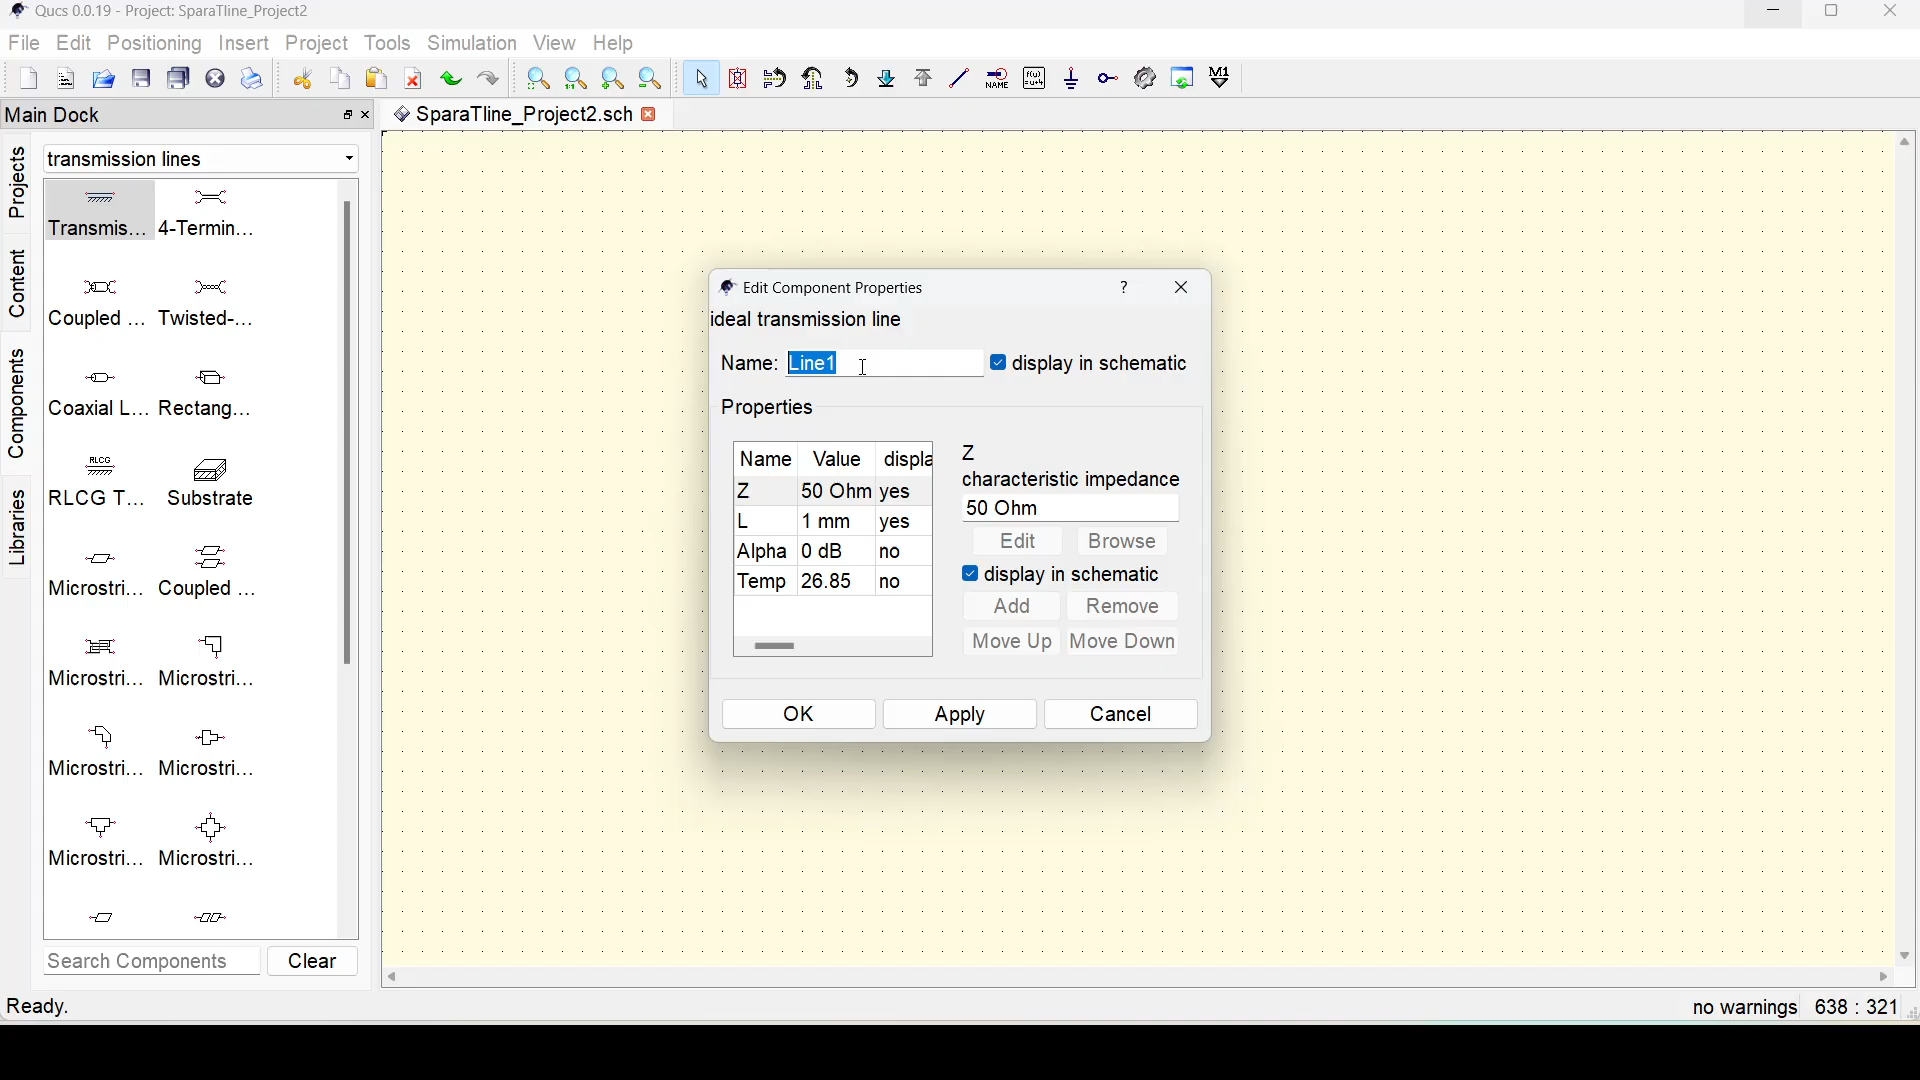 Qucs 0.0.19 - Project: SparaTline_Project2
File Edit Positioning Insert Project Tools Simulation View Help
NAME
M1
Main Dock
SparaTline_Project2.sch
Projects
Content
Components
Libraries
transmission lines
Transmis... 4-Termin...
Coupled ... Twisted-...
Coaxial L... Rectang...
RLCG
RLCG T... Substrate
Microstri... Coupled ...
Microstri... Microstri...
Microstri... Microstri...
Microstri... Microstri...
Search Components Clear
Edit Component Properties ?
ideal transmission line
Name: Line1 display in schematic
Properties
Name Value displa
Z 50 Ohm yes
L 1 mm yes
Alpha 0 dB no
Temp 26.85 no
Z
characteristic impedance
50 Ohm
Edit Browse
display in schematic
Add Remove
Move Up Move Down
OK Apply Cancel
Ready.
no warnings 638 : 321